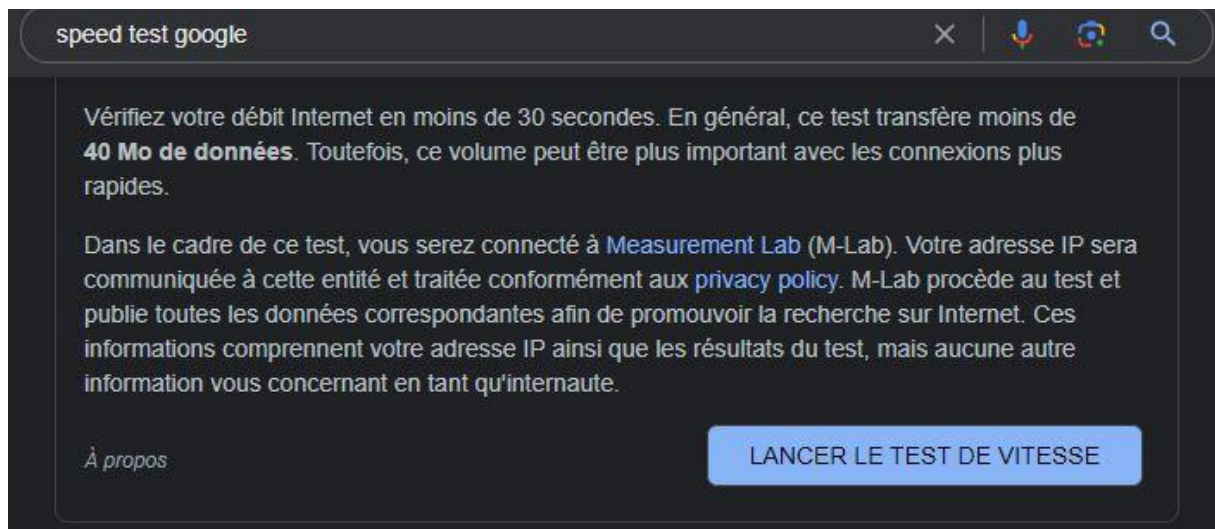 speed test google
Vérifiez votre débit Internet en moins de 30 secondes. En général, ce test transfère moins de
40 Mo de données. Toutefois, ce volume peut être plus important avec les connexions plus
rapides.
Dans le cadre de ce test, vous serez connecté à Measurement Lab (M-Lab). Votre adresse IP sera
communiquée à cette entité et traitée conformément aux privacy policy. M-Lab procède au test et
publie toutes les données correspondantes afin de promouvoir la recherche sur Internet. Ces
informations comprennent votre adresse IP ainsi que les résultats du test, mais aucune autre
information vous concernant en tant qu'internaute.
À propos
LANCER LE TEST DE VITESSE